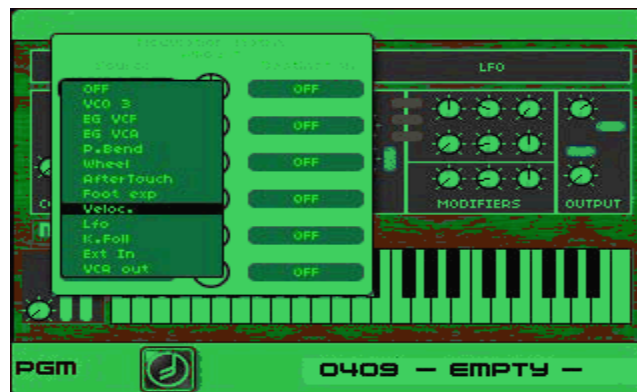 LFO
OFF
VCO 3
EG VCF
EG VCA
P.Bend
Wheel
AfterTouch
Foot exp
Veloc.
Lfo
K.Foll
Ext In
VCA out
OFF
OFF
OFF
OFF
OFF
OFF
MODIFIERS
OUTPUT
PGM
0409 - EMPTY -